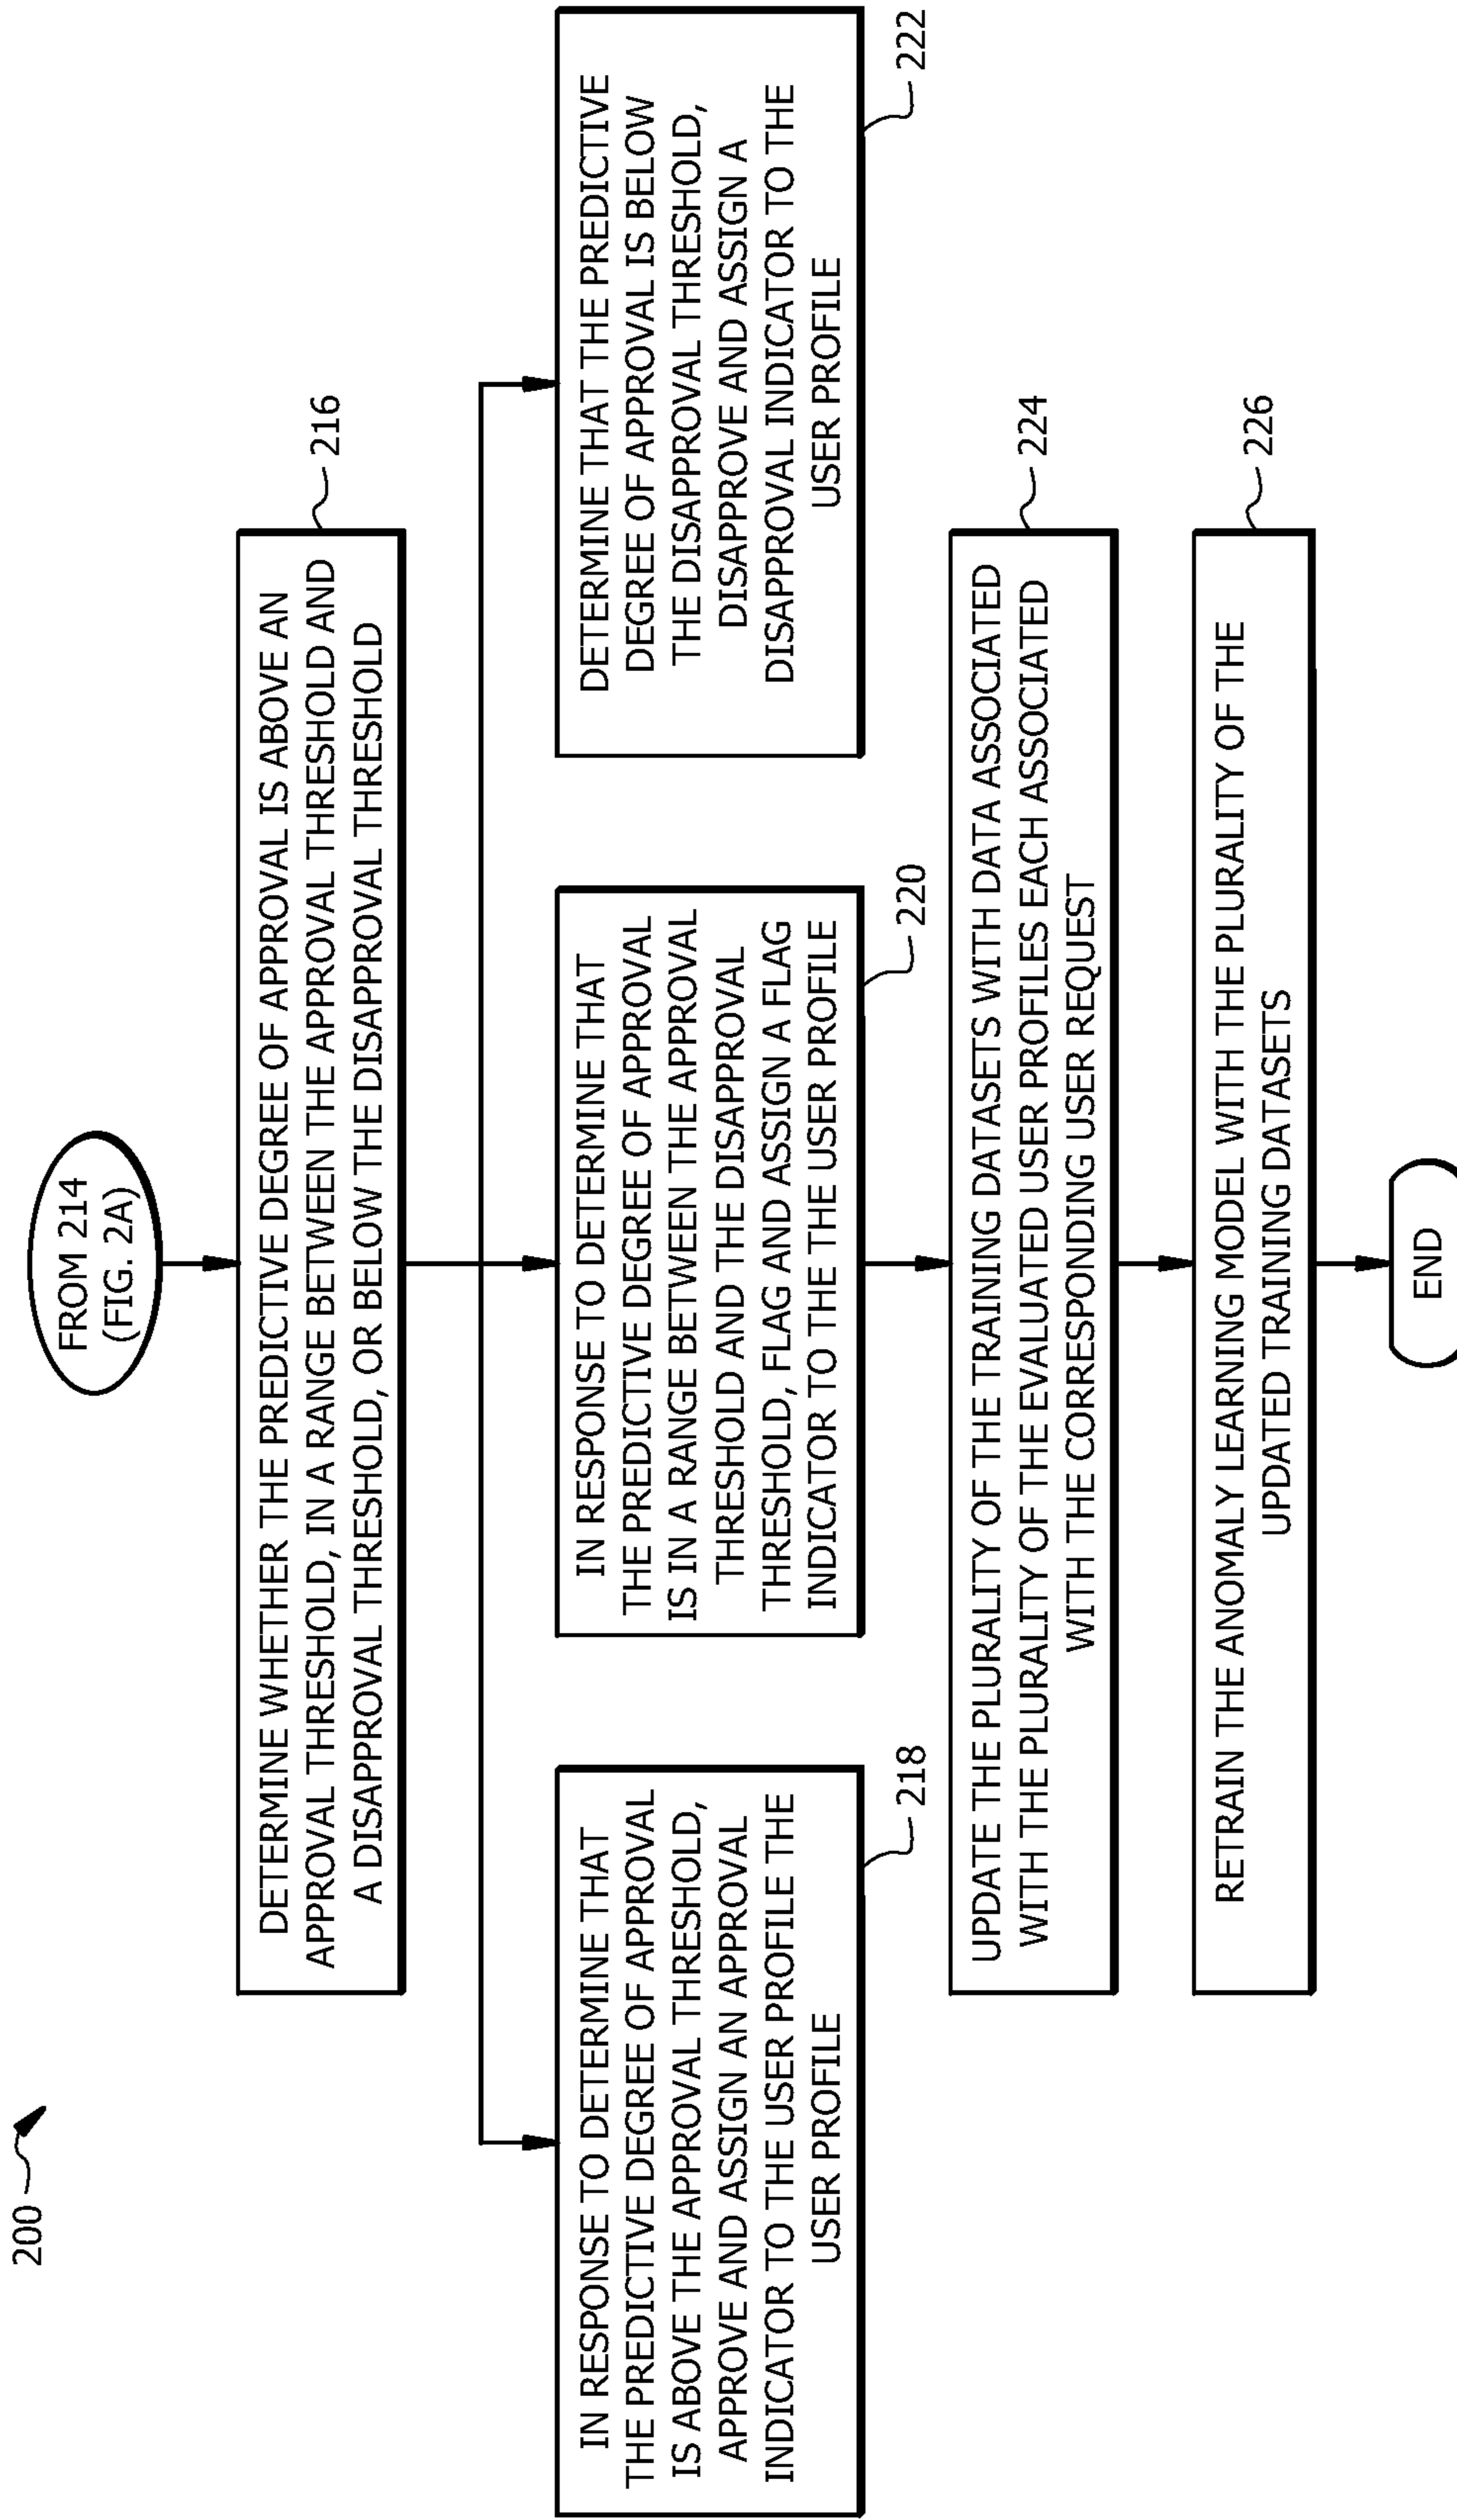 200
FROM 214
(FIG. 2A)
DETERMINE WHETHER THE PREDICTIVE DEGREE OF APPROVAL IS ABOVE AN
APPROVAL THRESHOLD, IN A RANGE BETWEEN THE APPROVAL THRESHOLD AND
A DISAPPROVAL THRESHOLD, OR BELOW THE DISAPPROVAL THRESHOLD
216
IN RESPONSE TO DETERMINE THAT
THE PREDICTIVE DEGREE OF APPROVAL
IS ABOVE THE APPROVAL THRESHOLD,
APPROVE AND ASSIGN AN APPROVAL
INDICATOR TO THE USER PROFILE THE
USER PROFILE
218
IN RESPONSE TO DETERMINE THAT
THE PREDICTIVE DEGREE OF APPROVAL
IS IN A RANGE BETWEEN THE APPROVAL
THRESHOLD AND THE DISAPPROVAL
THRESHOLD, FLAG AND ASSIGN A FLAG
INDICATOR TO THE USER PROFILE
220
DETERMINE THAT THE PREDICTIVE
DEGREE OF APPROVAL IS BELOW
THE DISAPPROVAL THRESHOLD,
DISAPPROVE AND ASSIGN A
DISAPPROVAL INDICATOR TO THE
USER PROFILE
222
UPDATE THE PLURALITY OF THE TRAINING DATASETS WITH DATA ASSOCIATED
WITH THE PLURALITY OF THE EVALUATED USER PROFILES EACH ASSOCIATED
WITH THE CORRESPONDING USER REQUEST
224
RETRAIN THE ANOMALY LEARNING MODEL WITH THE PLURALITY OF THE
UPDATED TRAINING DATASETS
226
END